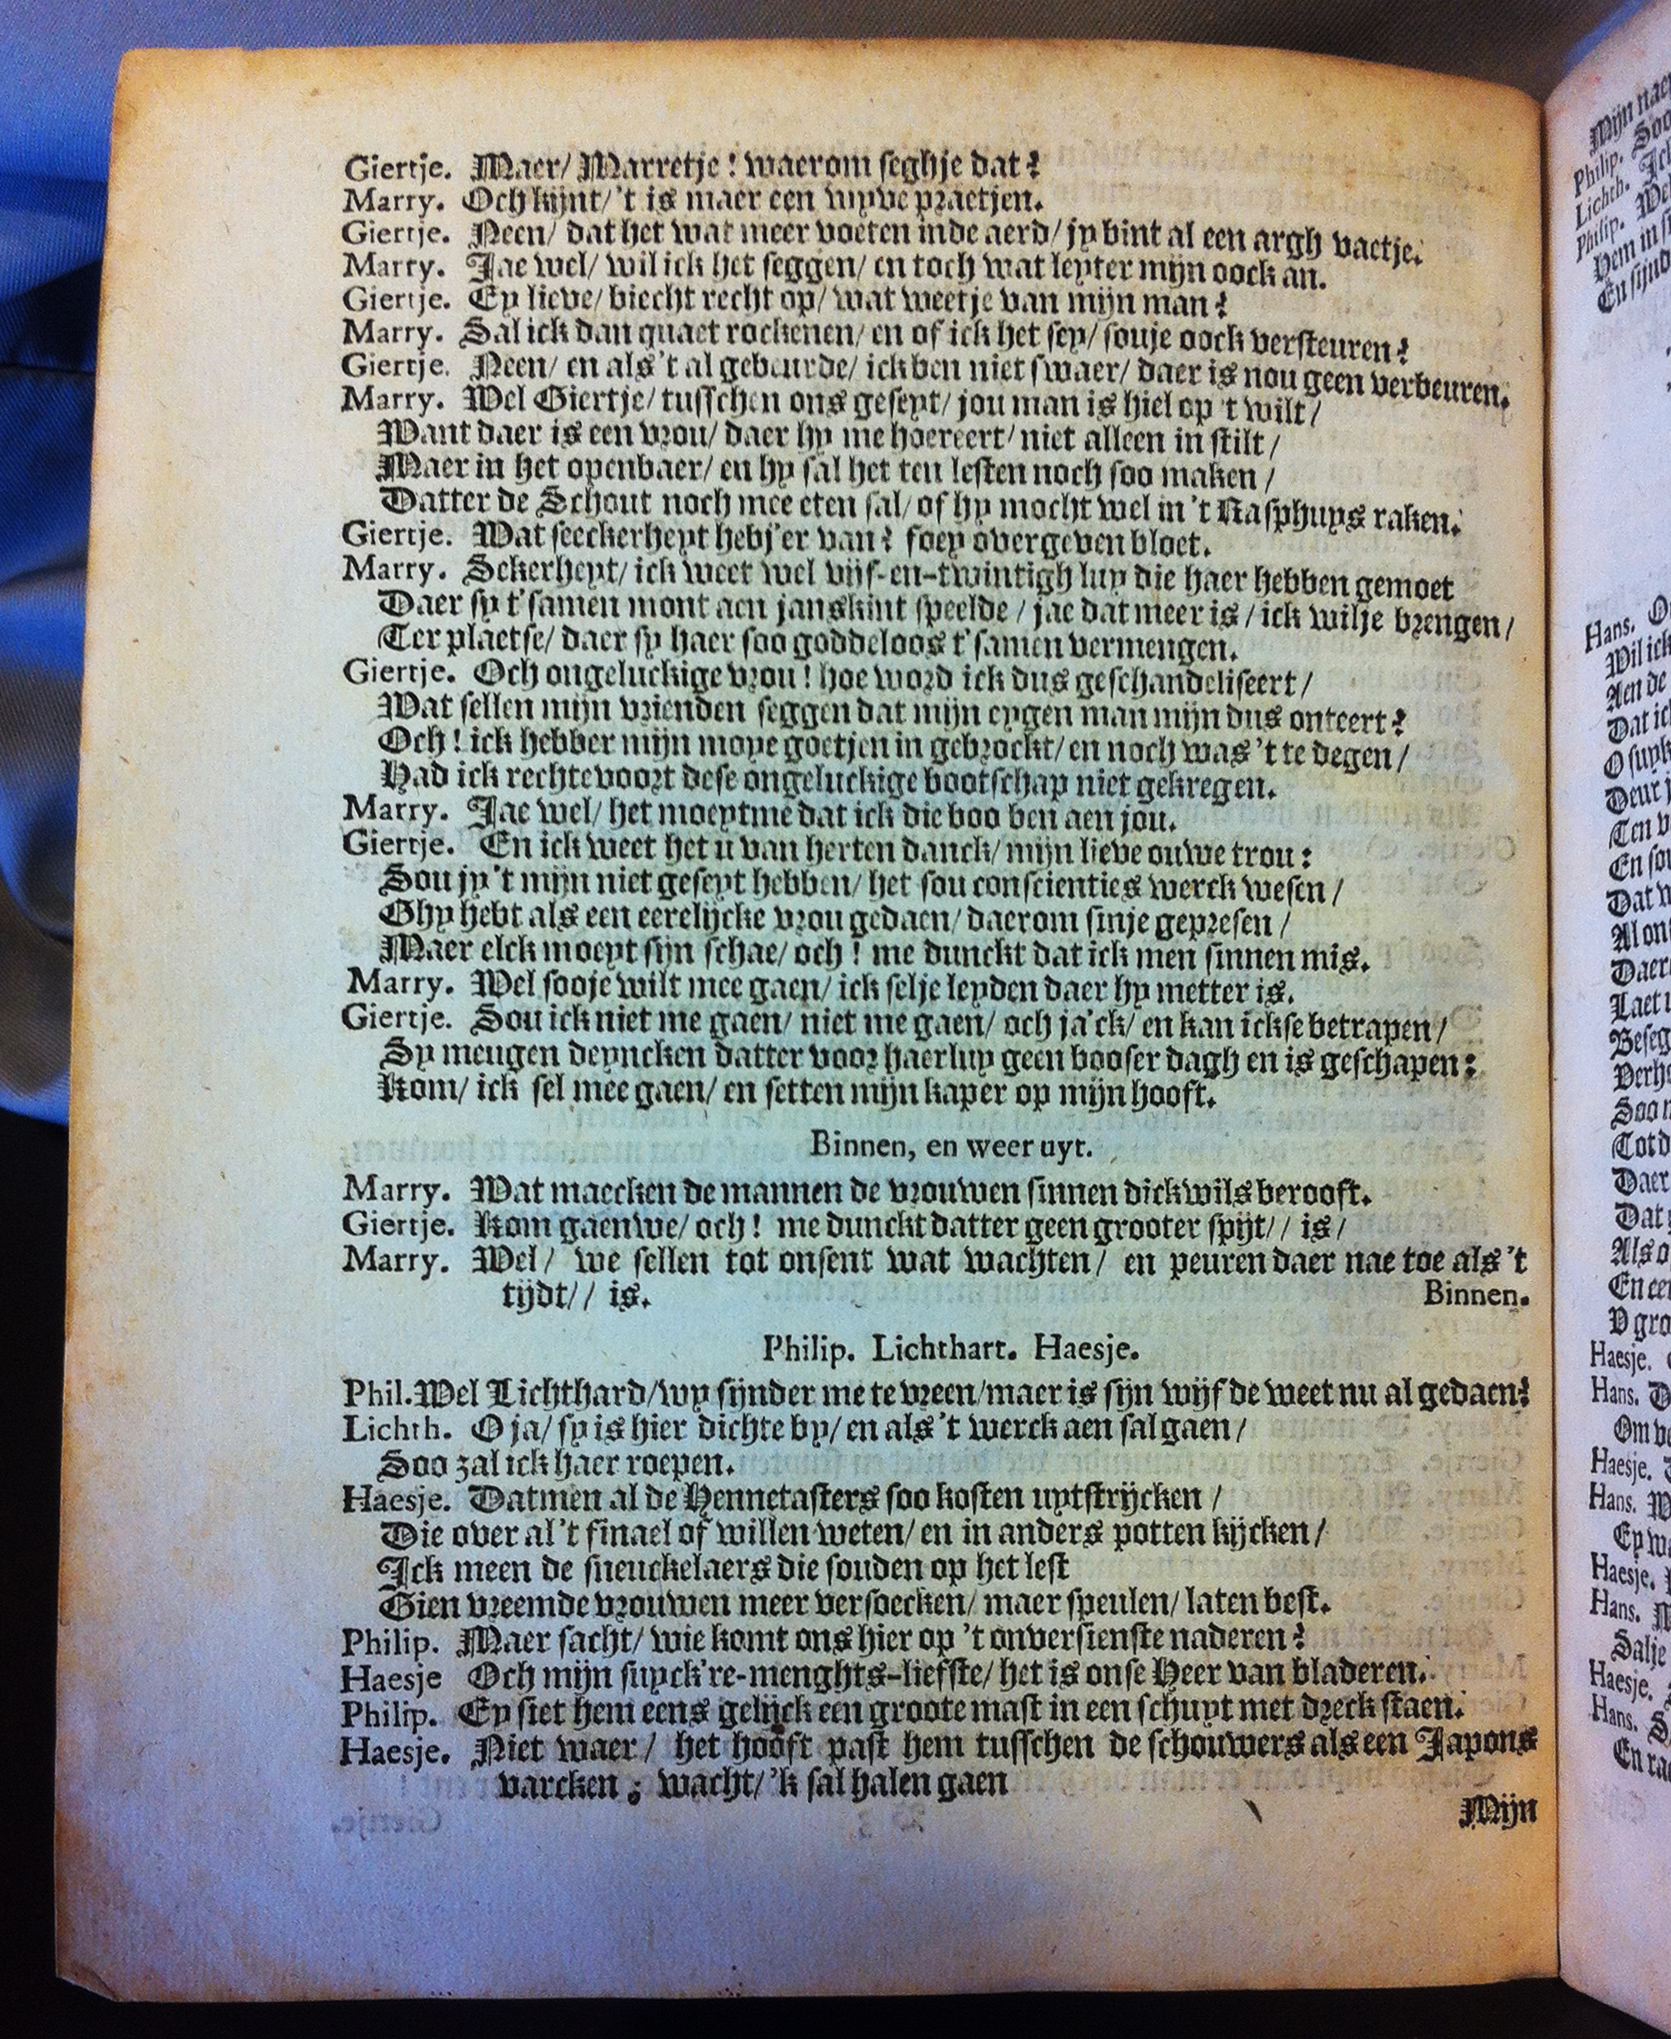 Giertje. Maer/ Marretje! waerom seghje dat?
Marry. Och kijnt/ 't is maer een wyve praetjen.
Giertje. Neen/ dat het wat meer voeten inde aerd/ jy bint al een argh vaetje.
Marry. Jae wel/ wil ick het seggen/ en toch wat leyter mijn oock an.
Giertje. Ey lieve/ biecht recht op/ wat weetje van mijn man?
Marry. Sal ick dan quaet rockenen/ en of ick het sey/ souje oock versteuren?
Giertje. Neen/ en als 't al gebeurde/ ick ben niet swaer/ daer is nou geen verbeuren.
Marry. Wel Giertje/ tusschen ons geseyt/ jou man is hiel op 't wilt/
Want daer is een vrou/ daer hy me hoereert/ niet alleen in stilt/
Maer in het openbaer/ en hy sal het ten lesten noch soo maken/
Datter de Schout noch mee eten sal/ of hy mocht wel in 't Rasphuys raken.
Giertje. Wat seeckerheyt hebj'er van? foey overgeven bloet.
Marry. Sekerheyt/ ick weet wel vijf-en-twintigh luy die haer hebben gemoet
Daer sy t'samen mont aen janskint speelde/ jae dat meer is/ ick wilje brengen/
Ter plaetse/ daer sy haer soo goddeloos t'samen vermengen.
Giertje. Och ongeluckige vrou! hoe word ick dus geschandeliseert/
Wat sellen mijn vrienden seggen dat mijn eygen man mijn dus onteert?
Och! ick hebber mijn moye goetjen in gebrockt/ en noch was 't te degen/
Had ick rechtevoort dese ongeluckige bootschap niet gekregen.
Marry. Jae wel/ het moeytme dat ick die boo ben aen jou.
Giertje. En ick weet het u van herten danck/ mijn lieve ouwe trou:
Sou jy 't mijn niet geseyt hebben/ het sou conscienties werck wesen/
Ghy hebt als een eerelijcke vrou gedaen/ daerom sinje gepresen/
Maer elck moeyt sijn schae/ och! me dunckt dat ick men sinnen mis.
Marry. Wel sooje wilt mee gaen/ ick selje leyden daer hy metter is.
Giertje. Sou ick niet me gaen/ niet me gaen/ och ja'ck/ en kan ickse betrapen/
Sy meugen deyncken datter voor haerluy geen booser dagh en is geschapen:
Kom/ ick sel mee gaen/ en setten mijn kaper op mijn hooft.
Binnen, en weer uyt.
Marry. Wat maecken de mannen de vrouwen sinnen dickwils berooft.
Giertje. Kom gaenwe/ och! me dunckt datter geen grooter spijt// is/
Marry. Wel/ we sellen tot onsent wat wachten/ en peuren daer nae toe als 't
tijdt// is. Binnen.
Philip. Lichthart. Haesje.
Phil. Wel Lichthard/ wy sijnder me te vreen/ maer is sijn wijf de weet nu al gedaen?
Lichth. O ja/ sy is hier dichte by/ en als 't werck aen sal gaen/
Soo zal ick haer roepen.
Haesje. Datmen al de Hennetasters soo kosten uytstrijcken/
Die over al 't finael of willen weten/ en in anders potten kijcken/
Ick meen de sneuckelaers die souden op het lest
Gien vreemde vrouwen meer versoecken/ maer speulen/ laten best.
Philip. Maer sacht/ wie komt ons hier op 't onversienste naderen?
Haesje Och mijn suyck're-menghts-liefste/ het is onse Heer van bladeren.
Philip. Ey siet hem eens gelijck een groote mast in een schuyt met dreck staen.
Haesje. Niet waer/ het hooft past hem tusschen de schouwers als een Japons
varcken; wacht/ 'k sal halen gaen
Mijn